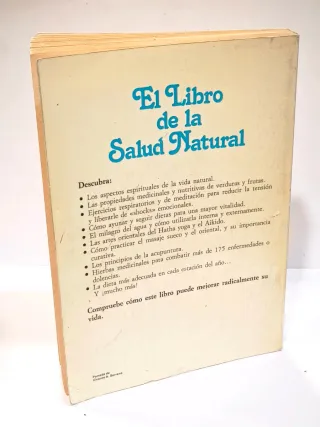 El Libro
de la
Salud Natural
Descubra:
• Los aspectos espirituales de la vida natural.
• Las propiedades medicinales y nutritivas de verduras y frutas.
• Ejercicios respiratorios y de meditación para reducir la tensión
y liberarle de «shocks» emocionales.
• Cómo ayunar y seguir dietas para una mayor vitalidad.
• El milagro del agua y cómo utilizarla interna y externamente.
• Las artes orientales del Hatha yoga y el Aikido.
• Cómo practicar el masaje sueco y el oriental, y su importancia
curativa.
• Los principios de la acupuntura.
• Hierbas medicinales para combatir más de 175 enfermedades o
dolencias.
• La dieta más adecuada en cada estación del año...
Y ¡mucho más!
Compruebe cómo este libro puede mejorar radicalmente su
vida.
Portada de